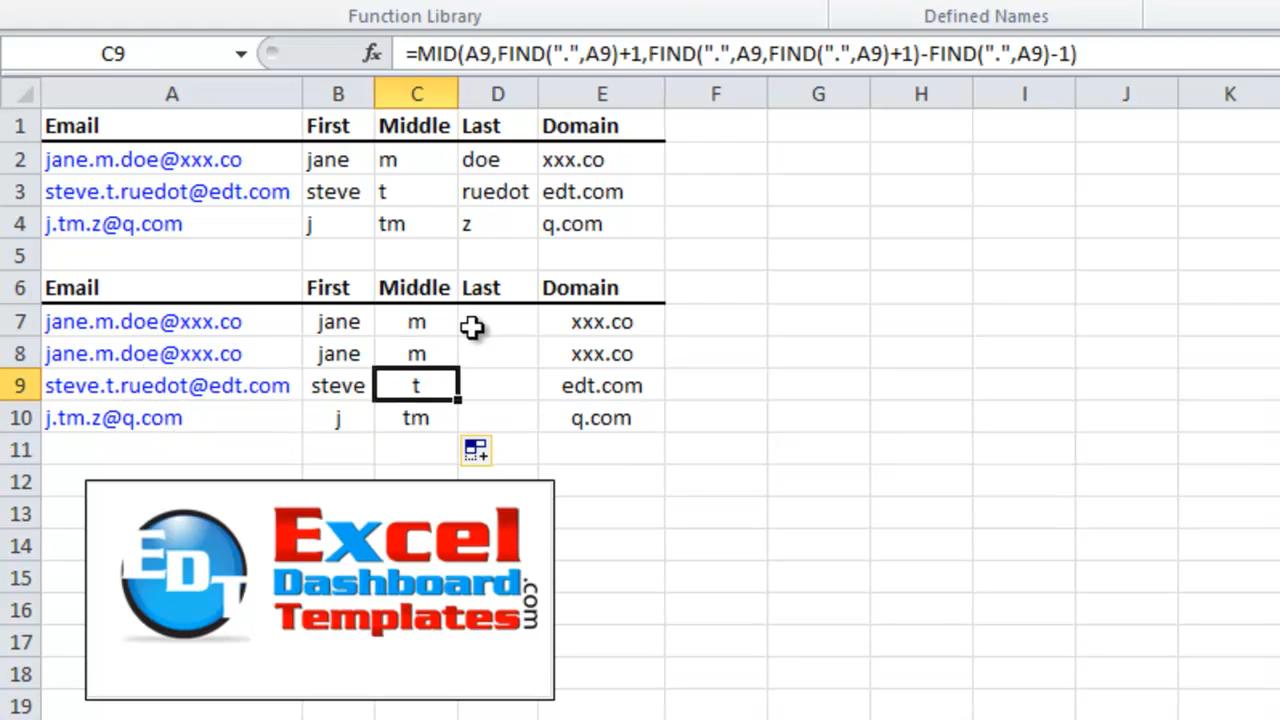 Function Library Defined Names
C9 fx =MID(A9,FIND(".",A9)+1,FIND(".",A9,FIND(".",A9)+1)-FIND(".",A9)-1)
A B C D E F G H I J K
1 Email First Middle Last Domain
2 jane.m.doe@xxx.co jane m doe xxx.co
3 steve.t.ruedot@edt.com steve t ruedot edt.com
4 j.tm.z@q.com j tm z q.com
5
6 Email First Middle Last Domain
7 jane.m.doe@xxx.co jane m xxx.co
8 jane.m.doe@xxx.co jane m xxx.co
9 steve.t.ruedot@edt.com steve t edt.com
10 j.tm.z@q.com j tm q.com
11
12
13
14
15
16
17
18
19
EDT
Excel
Dashboard
Templates
.com